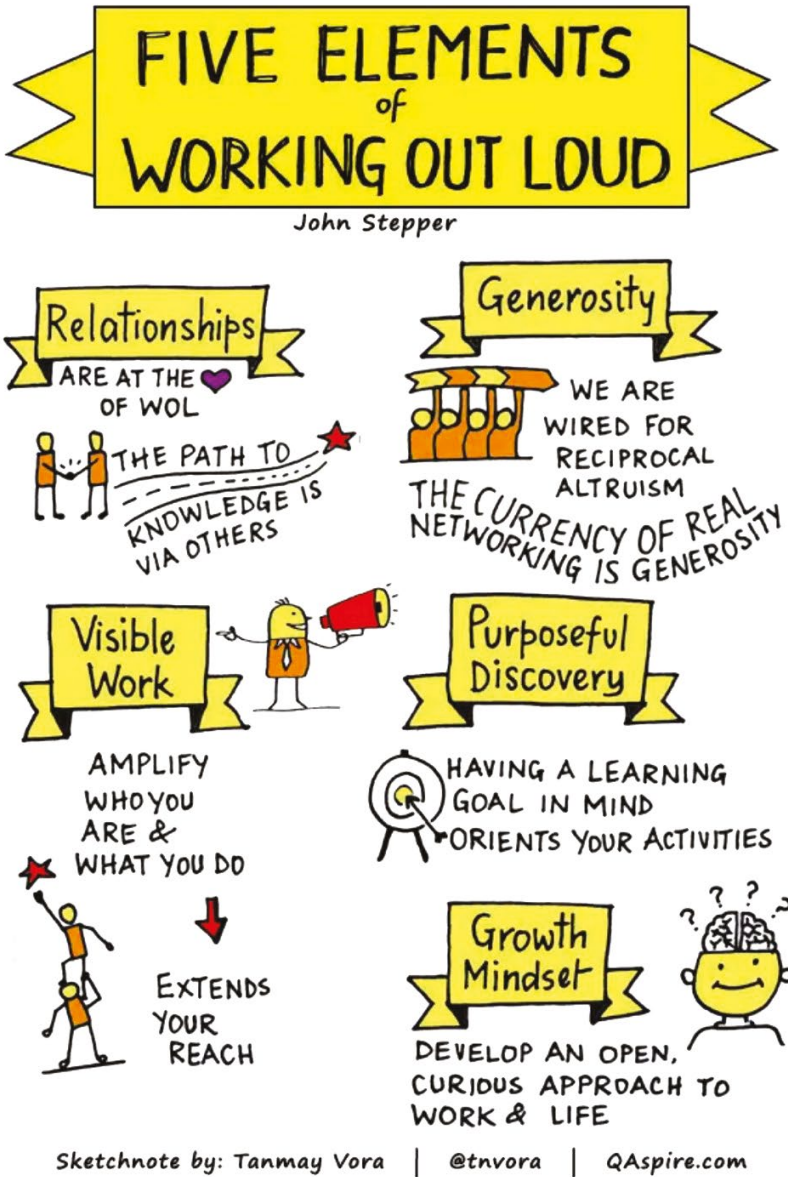 FIVE ELEMENTS
of
WORKING OUT LOUD
John Stepper
Relationships
ARE AT THE
OF WOL
THE PATH TO
KNOWLEDGE IS
VIA OTHERS
Generosity
WE ARE
WIRED FOR
RECIPROCAL
ALTRUISM
THE CURRENCY OF REAL
NETWORKING IS GENEROSITY
Visible
Work
AMPLIFY
WHO YOU
ARE &
WHAT YOU DO
EXTENDS
YOUR
REACH
Purposeful
Discovery
HAVING A LEARNING
GOAL IN MIND
ORIENTS YOUR ACTIVITIES
Growth
Mindset
? ? ? ?
DEVELOP AN OPEN,
CURIOUS APPROACH TO
WORK & LIFE
Sketchnote by: Tanmay Vora | @tnvora | QAspire.com